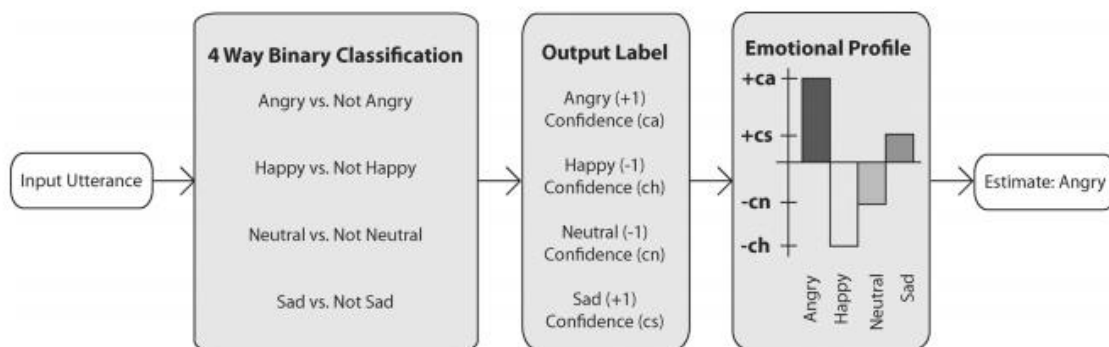 Input Utterance
4 Way Binary Classification
Angry vs. Not Angry
Happy vs. Not Happy
Neutral vs. Not Neutral
Sad vs. Not Sad
Output Label
Angry (+1)
Confidence (ca)
Happy (-1)
Confidence (ch)
Neutral (-1)
Confidence (cn)
Sad (+1)
Confidence (cs)
Emotional Profile
+ca
+cs
-cn
-ch
Angry
Happy
Neutral
Sad
Estimate: Angry